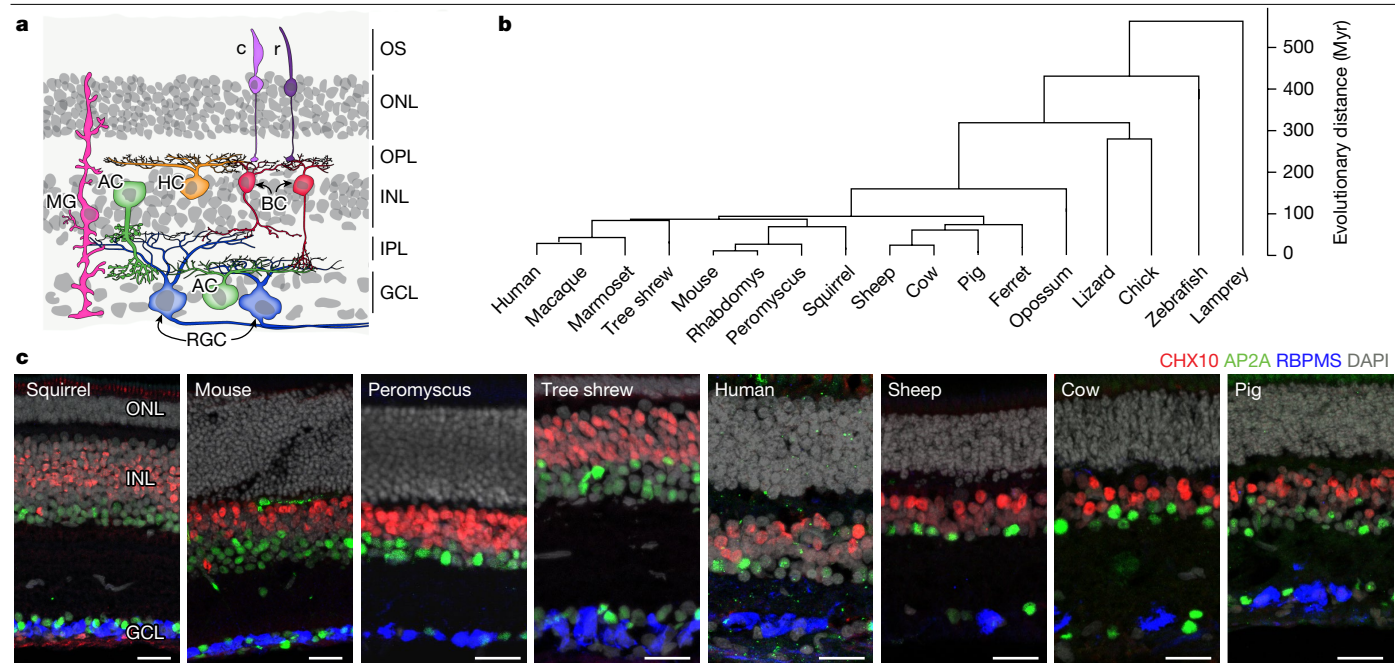 a
c
r
OS
ONL
OPL
AC
HC
BC
INL
MG
IPL
AC
GCL
RGC
b
500
400
300
200
100
0
Evolutionary distance (Myr)
Human
Macaque
Marmoset
Tree shrew
Mouse
Rhabdomys
Peromyscus
Squirrel
Sheep
Cow
Pig
Ferret
Opossum
Lizard
Chick
Zebrafish
Lamprey
c
CHX10 AP2A RBPMS DAPI
Squirrel
Mouse
Peromyscus
Tree shrew
Human
Sheep
Cow
Pig
ONL
INL
GCL